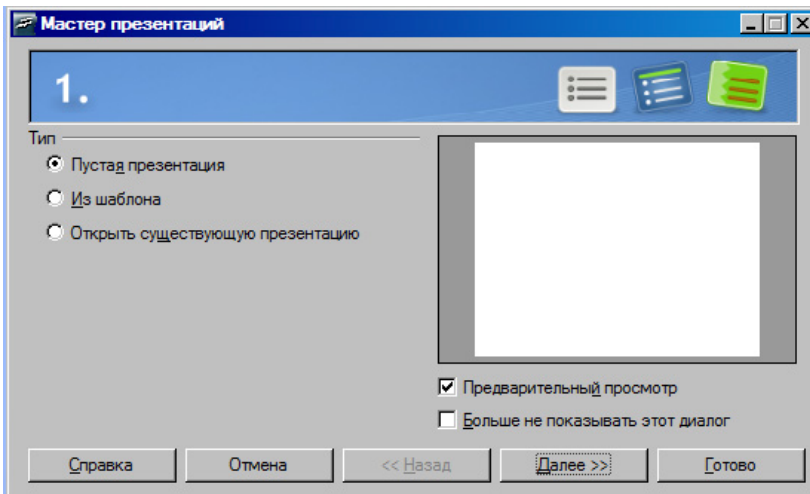 Мастер презентаций
1.
Тип
Пустая презентация
Из шаблона
Открыть существующую презентацию
Предварительный просмотр
Больше не показывать этот диалог
Справка
Отмена
<< Назад
Далее >>
Готово